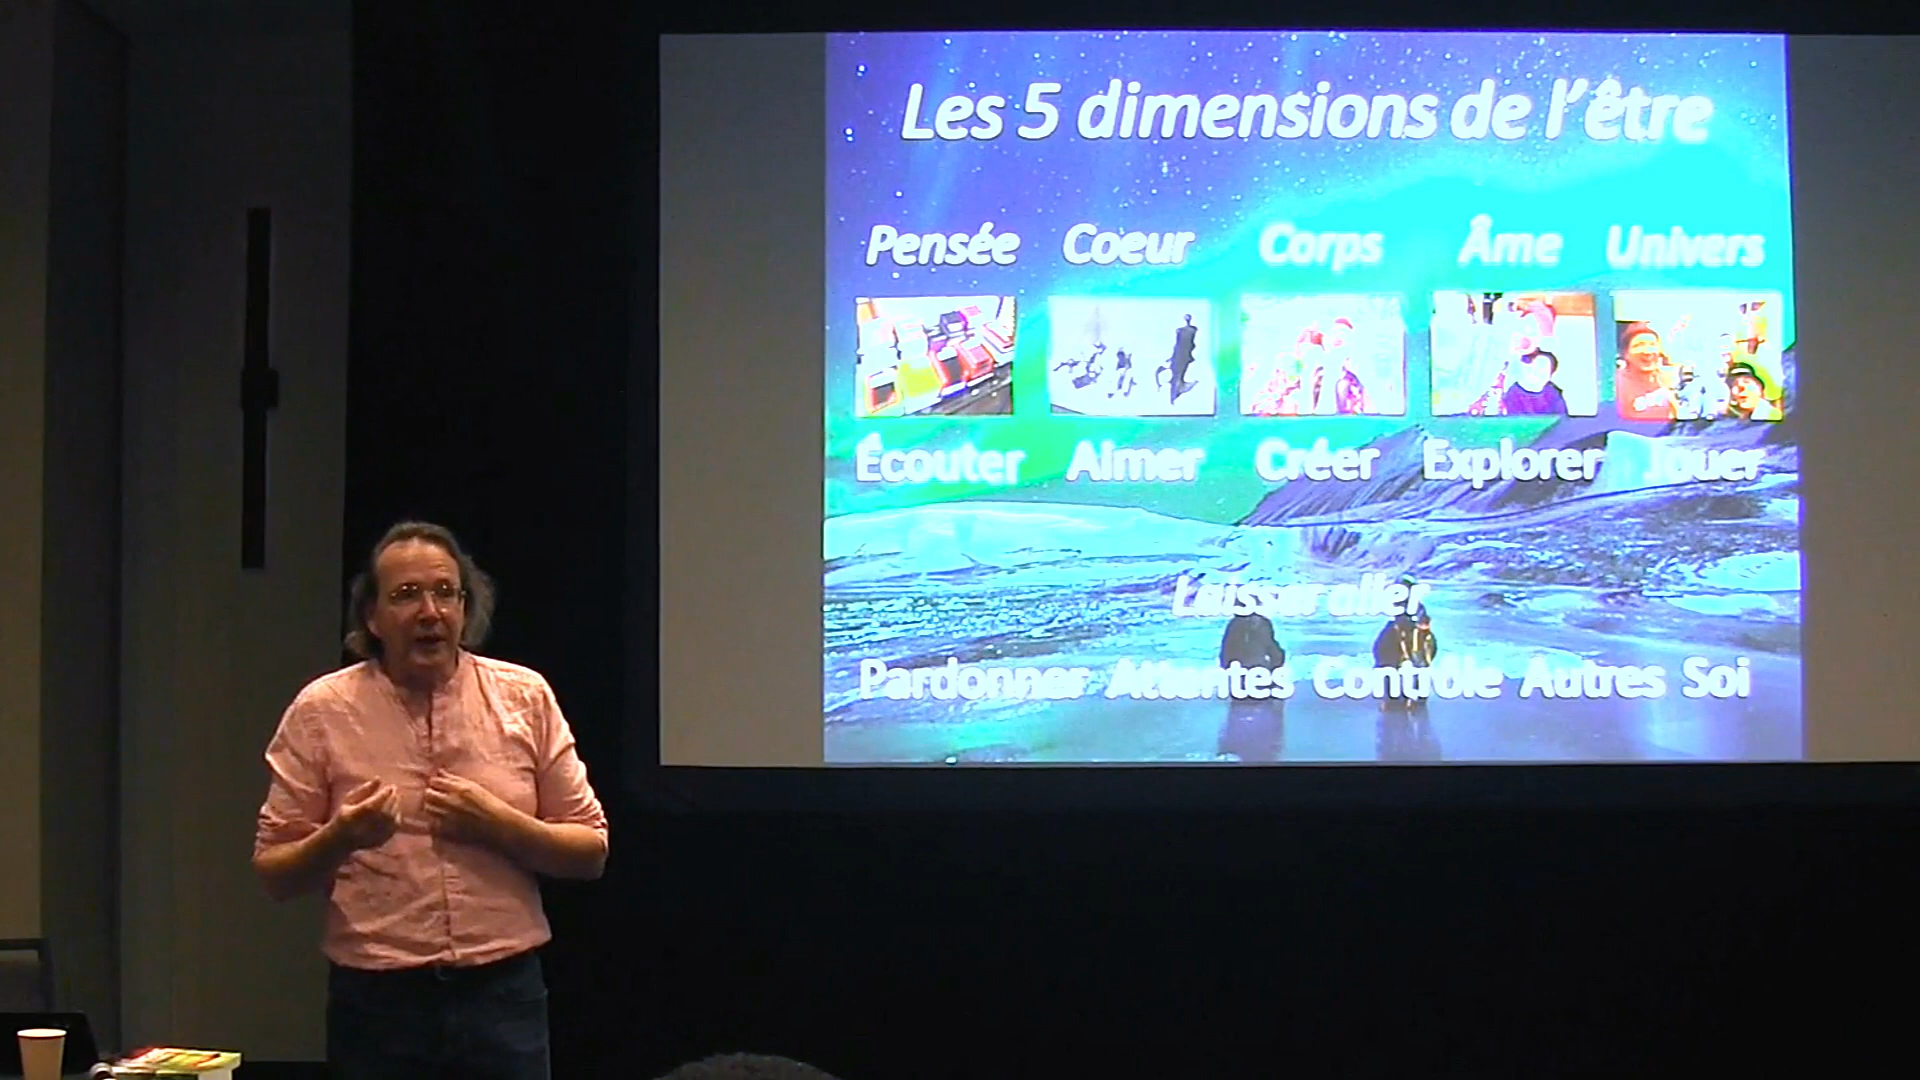 Les 5 dimensions de l'être
Pensée Coeur Corps Âme Univers
Écouter Aimer Créer Explorer Jouer
Laisser aller
Pardonner Attentes Contrôle Autres Soi